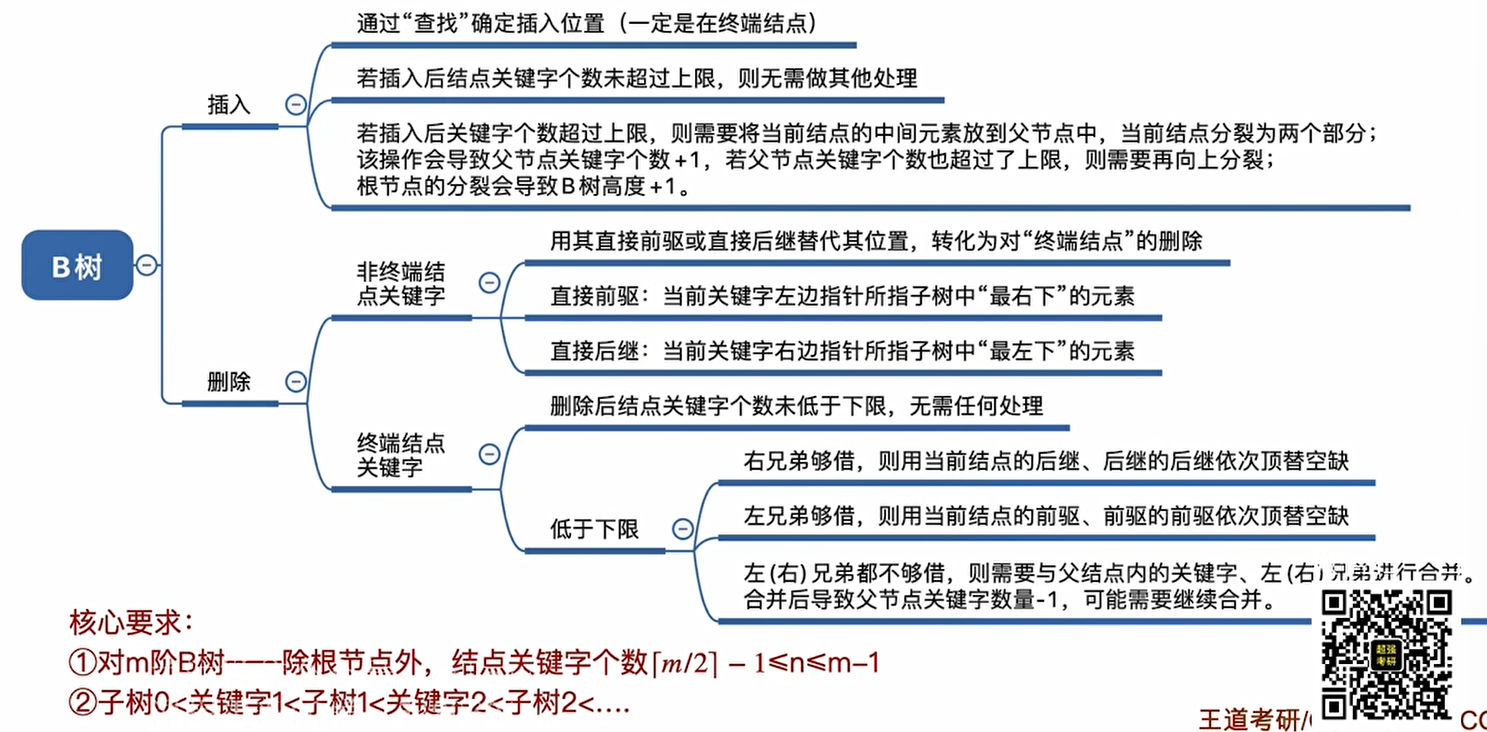 通过“查找”确定插入位置（一定是在终端结点）
若插入后结点关键字个数未超过上限，则无需做其他处理
插入
若插入后关键字个数超过上限，则需要将当前结点的中间元素放到父节点中，当前结点分裂为两个部分；
该操作会导致父节点关键字个数+1，若父节点关键字个数也超过了上限，则需要再向上分裂；
根节点的分裂会导致B树高度+1。
B树
用其直接前驱或直接后继替代其位置，转化为对“终端结点”的删除
非终端结
点关键字
直接前驱：当前关键字左边指针所指子树中“最右下”的元素
直接后继：当前关键字右边指针所指子树中“最左下”的元素
删除
删除后结点关键字个数未低于下限，无需任何处理
终端结点
关键字
右兄弟够借，则用当前结点的后继、后继的后继依次顶替空缺
左兄弟够借，则用当前结点的前驱、前驱的前驱依次顶替空缺
低于下限
左(右)兄弟都不够借，则需要与父结点内的关键字、左(右)兄弟进行合并。
合并后导致父节点关键字数量-1，可能需要继续合并。
核心要求：
①对m阶B树——除根节点外，结点关键字个数⌈m/2⌉－1≤n≤m–1
②子树0<关键字1<子树1<关键字2<子树2<….
超强
考研
王道考研/